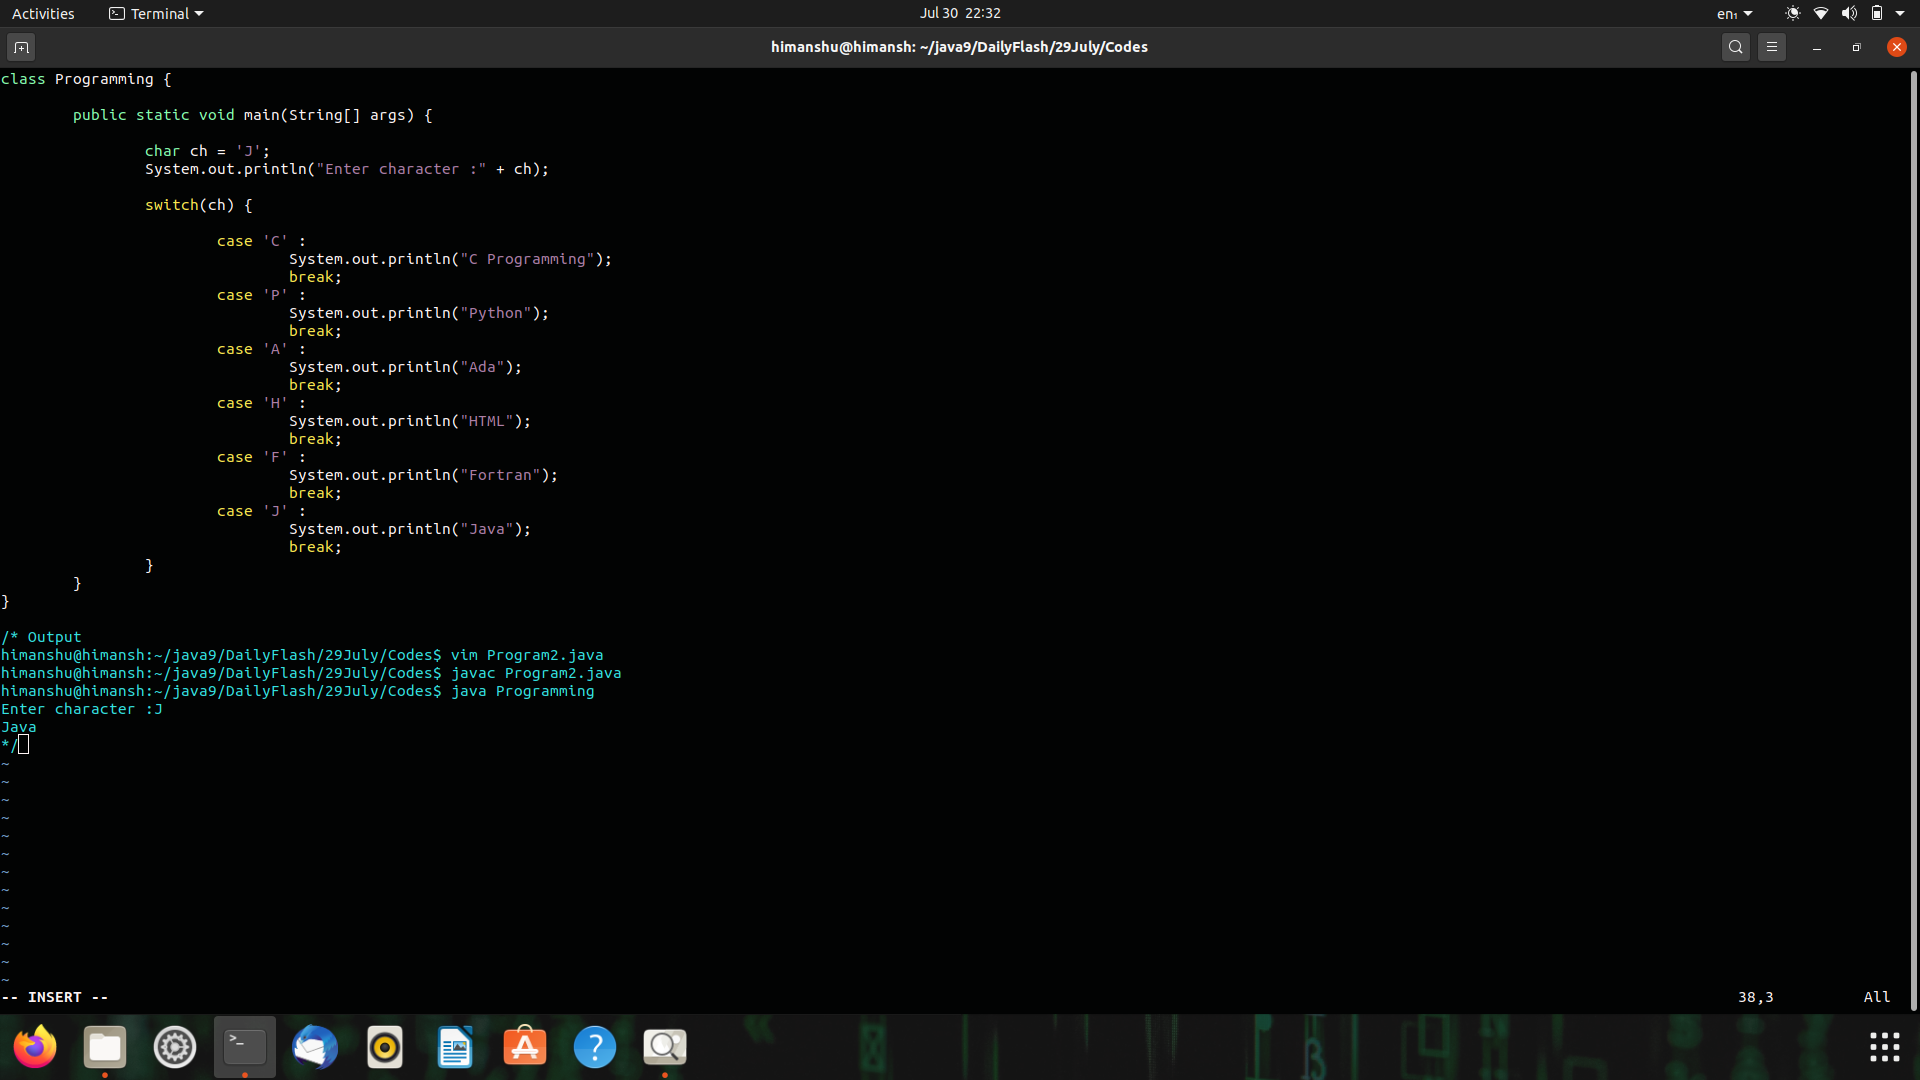 Activities Terminal Jul 30 22:32 en₁
himanshu@himansh: ~/java9/DailyFlash/29July/Codes
class Programming {
public static void main(String[] args) {
char ch = 'J';
System.out.println("Enter character :" + ch);
switch(ch) {
case 'C' :
System.out.println("C Programming");
break;
case 'P' :
System.out.println("Python");
break;
case 'A' :
System.out.println("Ada");
break;
case 'H' :
System.out.println("HTML");
break;
case 'F' :
System.out.println("Fortran");
break;
case 'J' :
System.out.println("Java");
break;
}
}
}
/* Output
himanshu@himansh:~/java9/DailyFlash/29July/Codes$ vim Program2.java
himanshu@himansh:~/java9/DailyFlash/29July/Codes$ javac Program2.java
himanshu@himansh:~/java9/DailyFlash/29July/Codes$ java Programming
Enter character :J
Java
*/
~
~
~
~
~
~
~
~
~
~
~
~
~
-- INSERT -- 38,3 All